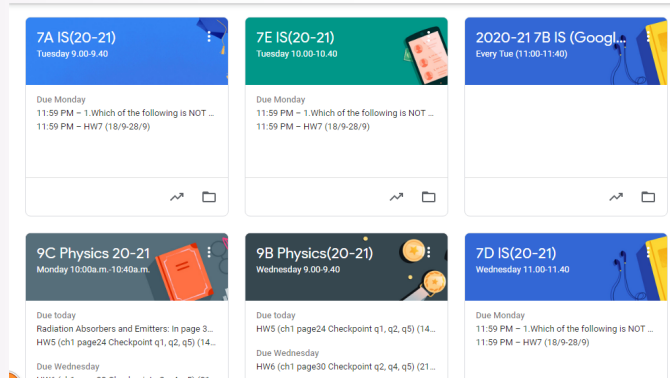 7A IS(20-21)
Tuesday 9.00-9.40
Due Monday
11:59 PM – 1.Which of the following is NOT ...
11:59 PM – HW7 (18/9-28/9)
7E IS(20-21)
Tuesday 10.00-10.40
Due Monday
11:59 PM – 1.Which of the following is NOT ...
11:59 PM – HW7 (18/9-28/9)
2020-21 7B IS (Googl...
Every Tue (11:00-11:40)
9C Physics 20-21
Monday 10:00a.m.-10:40a.m.
Due today
Radiation Absorbers and Emitters: In page 3...
HW5 (ch1 page24 Checkpoint q1, q2, q5) (14...
Due Wednesday
9B Physics(20-21)
Wednesday 9.00-9.40
Due today
HW5 (ch1 page24 Checkpoint q1, q2, q5) (14...
Due Wednesday
HW6 (ch1 page30 Checkpoint q2, q4, q5) (21...
7D IS(20-21)
Wednesday 11.00-11.40
Due Monday
11:59 PM – 1.Which of the following is NOT ...
11:59 PM – HW7 (18/9-28/9)